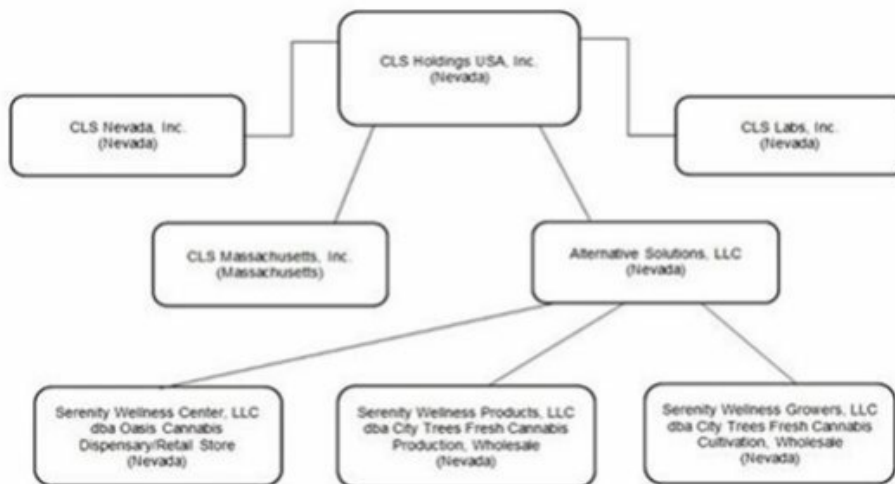 CLS Holdings USA, Inc.
(Nevada)
CLS Nevada, Inc.
(Nevada)
CLS Labs, Inc.
(Nevada)
CLS Massachusetts, Inc.
(Massachusetts)
Alternative Solutions, LLC
(Nevada)
Serenity Wellness Center, LLC
dba Oasis Cannabis
Dispensary/Retail Store
(Nevada)
Serenity Wellness Products, LLC
dba City Trees Fresh Cannabis
Production, Wholesale
(Nevada)
Serenity Wellness Growers, LLC
dba City Trees Fresh Cannabis
Cultivation, Wholesale
(Nevada)